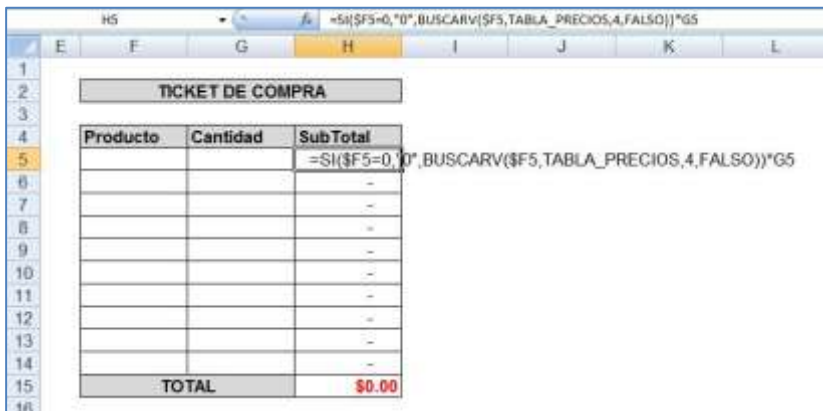 H5 fx =SI($F5=0,"0",BUSCARV($F5,TABLA_PRECIOS,4,FALSO))*G5
E F G H I J K L
1
2 TICKET DE COMPRA
3
4 Producto Cantidad SubTotal
5 =SI($F5=0,"0",BUSCARV($F5,TABLA_PRECIOS,4,FALSO))*G5
6 -
7 -
8 -
9 -
10 -
11 -
12 -
13 -
14 -
15 TOTAL $0.00
16